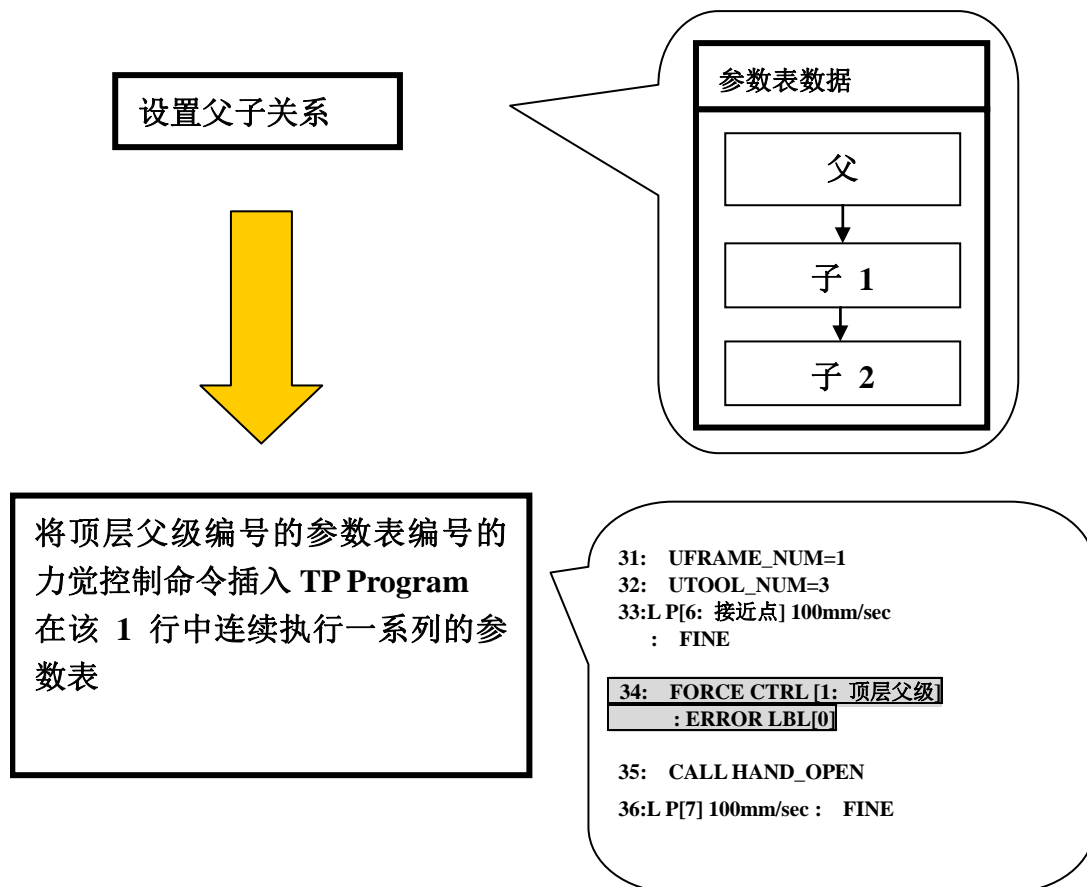 设置父子关系
参数表数据
父
子 1
子 2
将顶层父级编号的参数表编号的
力觉控制命令插入 TP Program
在该 1 行中连续执行一系列的参
数表
31: UFRAME_NUM=1
32: UTOOL_NUM=3
33:L P[6: 接近点] 100mm/sec
: FINE
34: FORCE CTRL [1: 顶层父级]
: ERROR LBL[0]
35: CALL HAND_OPEN
36:L P[7] 100mm/sec : FINE